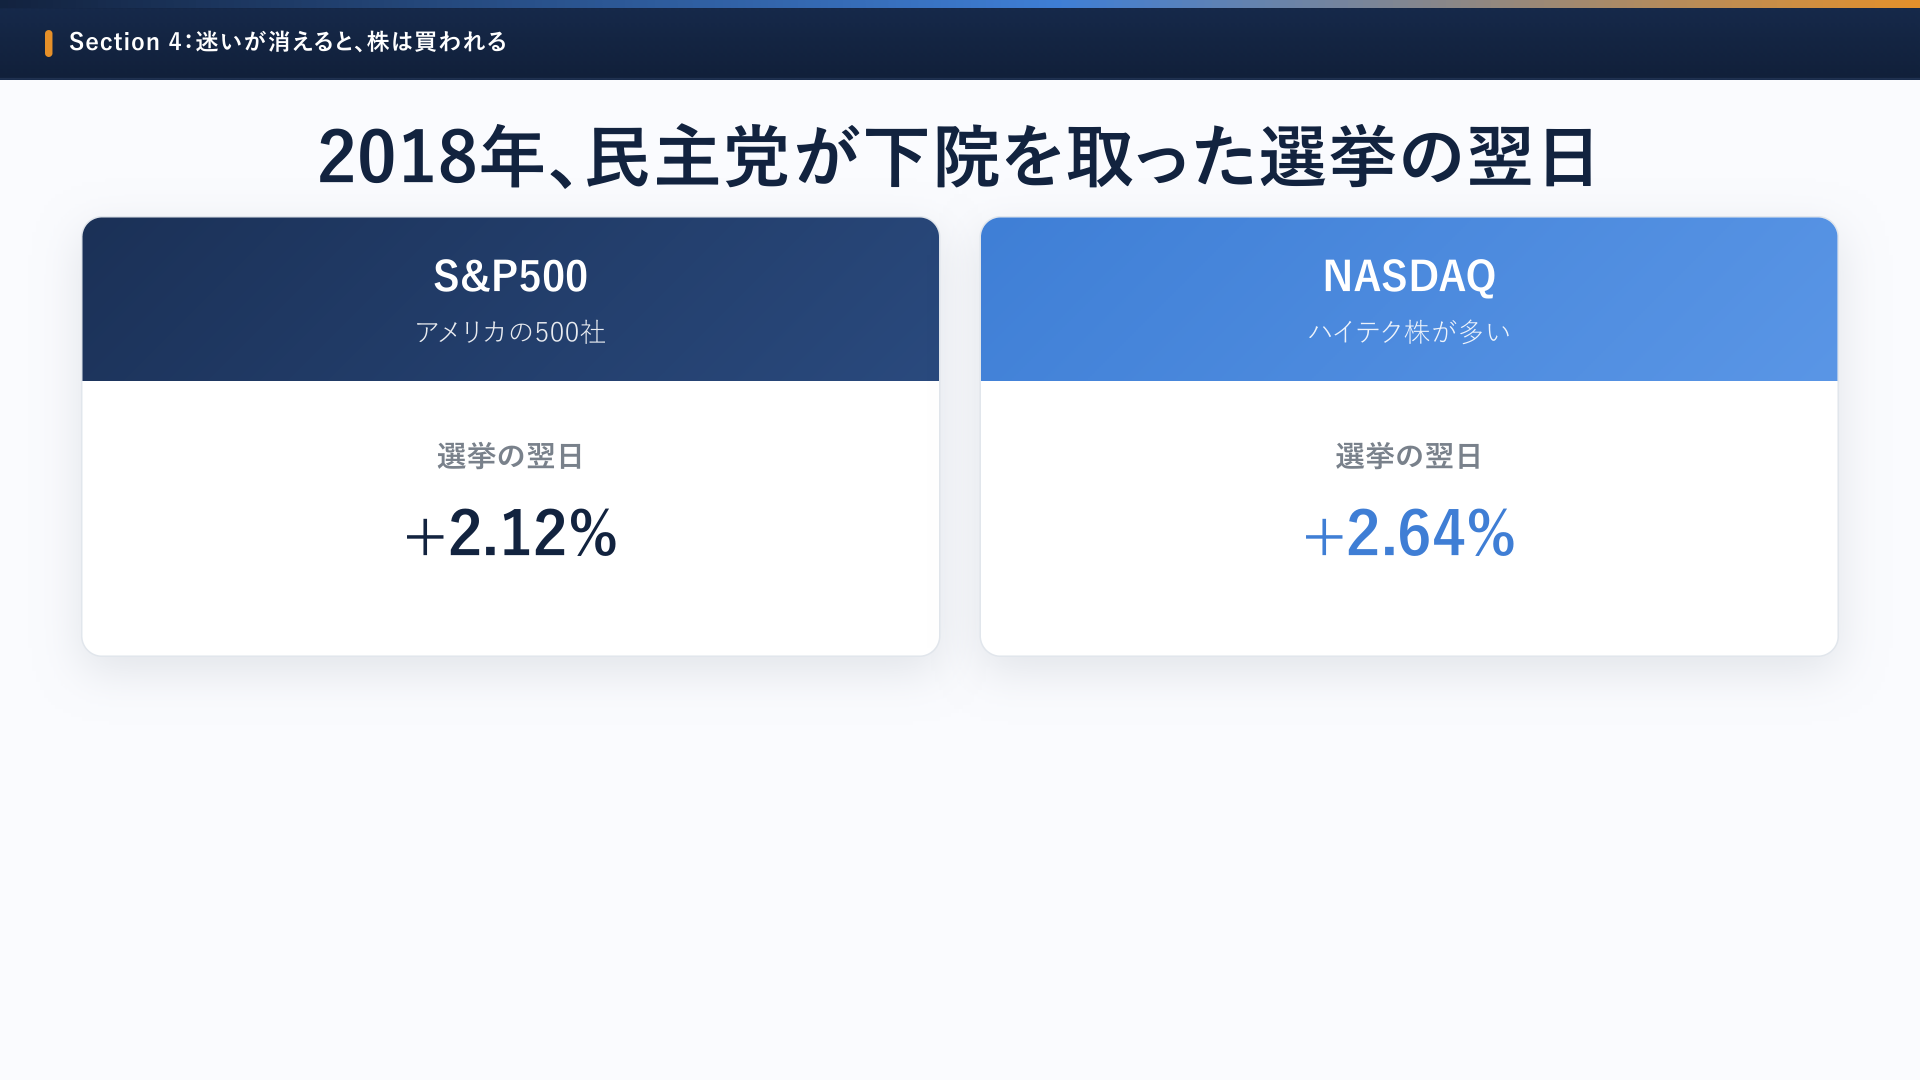 Section 4：迷いが消えると、株は買われる
2018年、民主党が下院を取った選挙の翌日
S&P500
アメリカの500社
選挙の翌日
+2.12%
NASDAQ
ハイテク株が多い
選挙の翌日
+2.64%